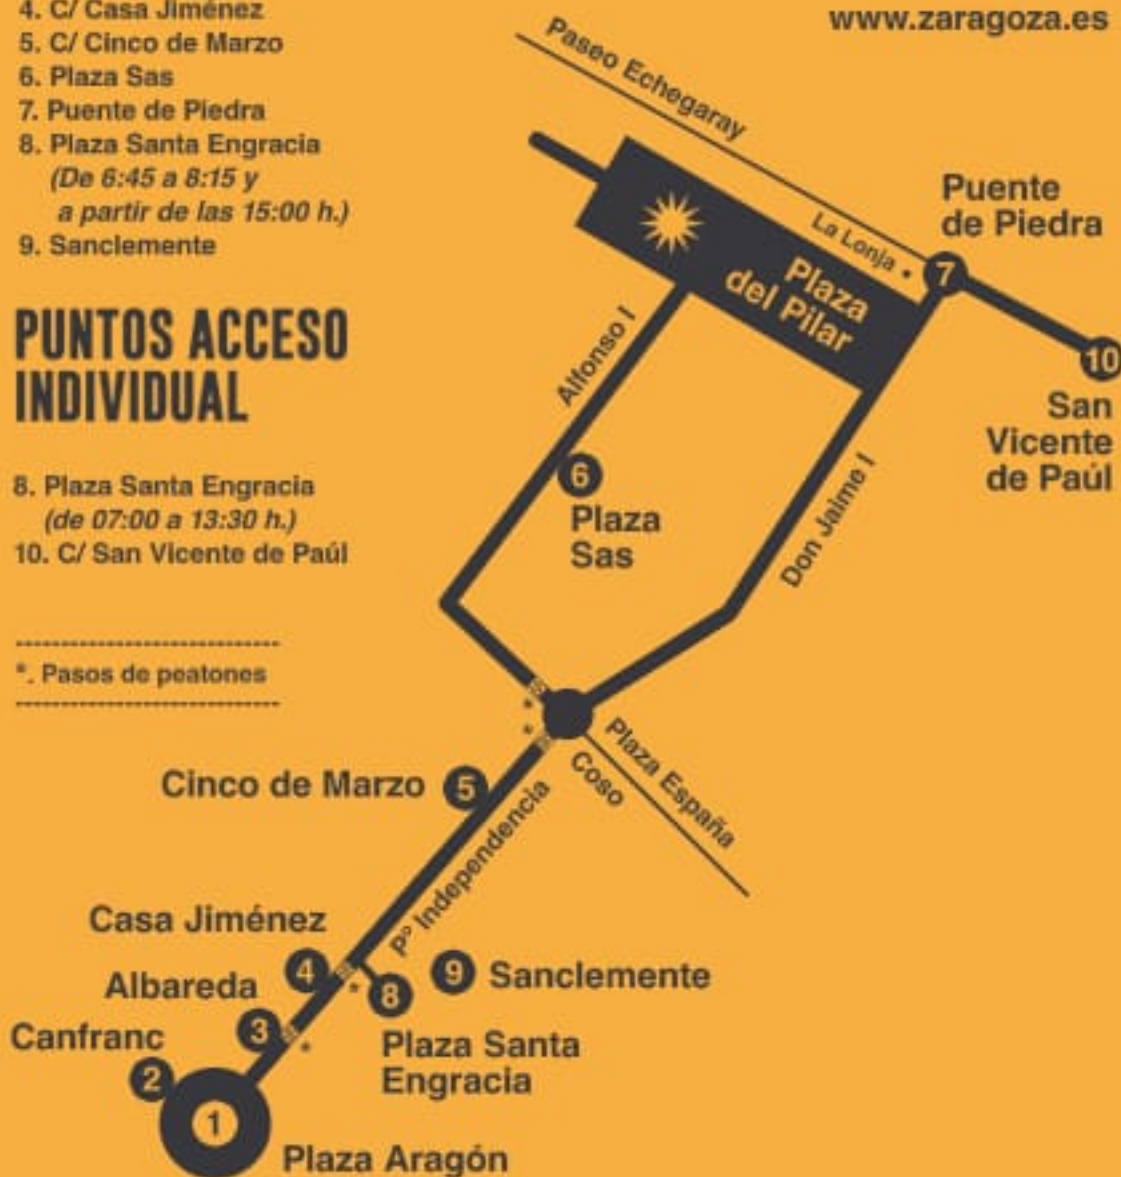 4. C/ Casa Jiménez
5. C/ Cinco de Marzo
6. Plaza Sas
7. Puente de Piedra
8. Plaza Santa Engracia
(De 6:45 a 8:15 y
a partir de las 15:00 h.)
9. Sanclemente
PUNTOS ACCESO
INDIVIDUAL
8. Plaza Santa Engracia
(de 07:00 a 13:30 h.)
10. C/ San Vicente de Paúl
*. Pasos de peatones
www.zaragoza.es
Paseo Echegaray
Puente
de Piedra
La Lonja •
7
Plaza
del Pilar
10
San
Vicente
de Paúl
Alfonso I
6
Plaza
Sas
Don Jaime I
*
*
Plaza España
Coso
Cinco de Marzo
5
Pº Independencia
Casa Jiménez
4
*
8
9 Sanclemente
Albareda
3
*
Plaza Santa
Engracia
Canfranc
2
1
Plaza Aragón